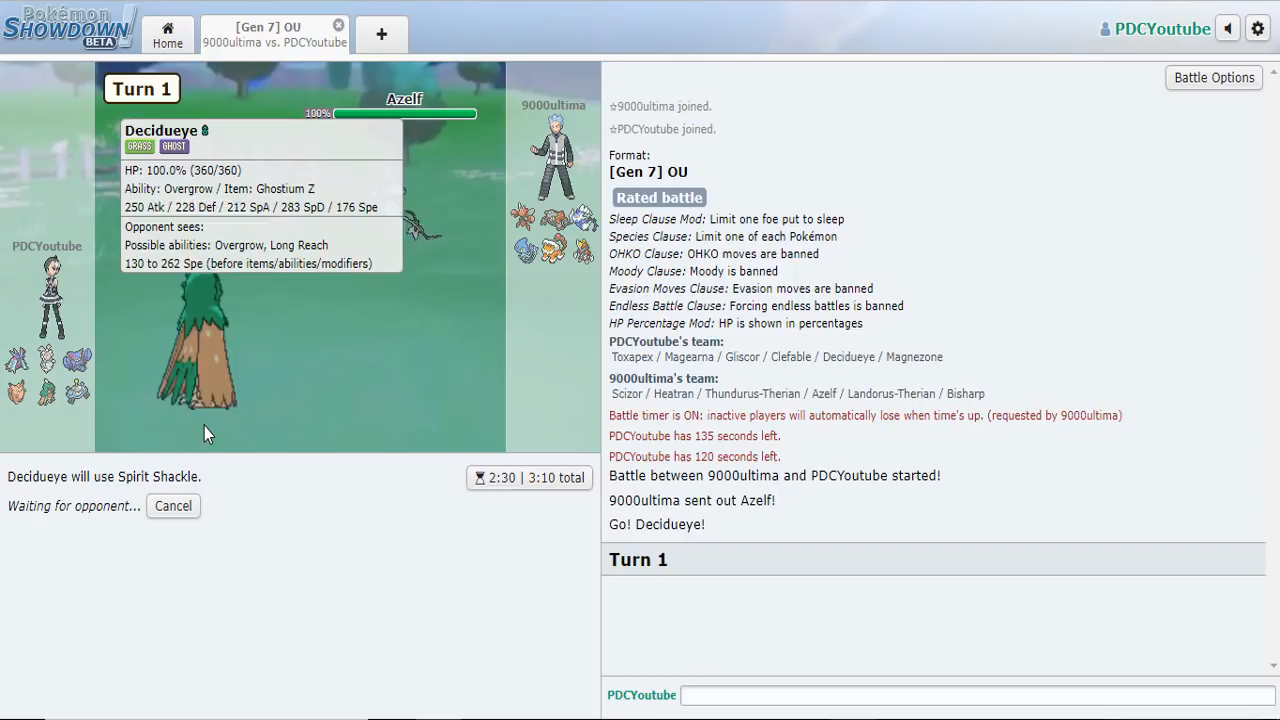 Pokémon
SHOWDOWN!
BETA
Home
[Gen 7] OU
9000ultima vs. PDCYoutube
+
PDCYoutube
Turn 1
Azelf
100%
Decidueye
GRASS GHOST
HP: 100.0% (360/360)
Ability: Overgrow / Item: Ghostium Z
250 Atk / 228 Def / 212 SpA / 283 SpD / 176 Spe
Opponent sees:
Possible abilities: Overgrow, Long Reach
130 to 262 Spe (before items/abilities/modifiers)
PDCYoutube
9000ultima
Decidueye will use Spirit Shackle.
2:30 | 3:10 total
Waiting for opponent... Cancel
Battle Options
☆9000ultima joined.
☆PDCYoutube joined.
Format:
[Gen 7] OU
Rated battle
Sleep Clause Mod: Limit one foe put to sleep
Species Clause: Limit one of each Pokémon
OHKO Clause: OHKO moves are banned
Moody Clause: Moody is banned
Evasion Moves Clause: Evasion moves are banned
Endless Battle Clause: Forcing endless battles is banned
HP Percentage Mod: HP is shown in percentages
PDCYoutube's team:
Toxapex / Magearna / Gliscor / Clefable / Decidueye / Magnezone
9000ultima's team:
Scizor / Heatran / Thundurus-Therian / Azelf / Landorus-Therian / Bisharp
Battle timer is ON: inactive players will automatically lose when time's up. (requested by 9000ultima)
PDCYoutube has 135 seconds left.
PDCYoutube has 120 seconds left.
Battle between 9000ultima and PDCYoutube started!
9000ultima sent out Azelf!
Go! Decidueye!
Turn 1
PDCYoutube